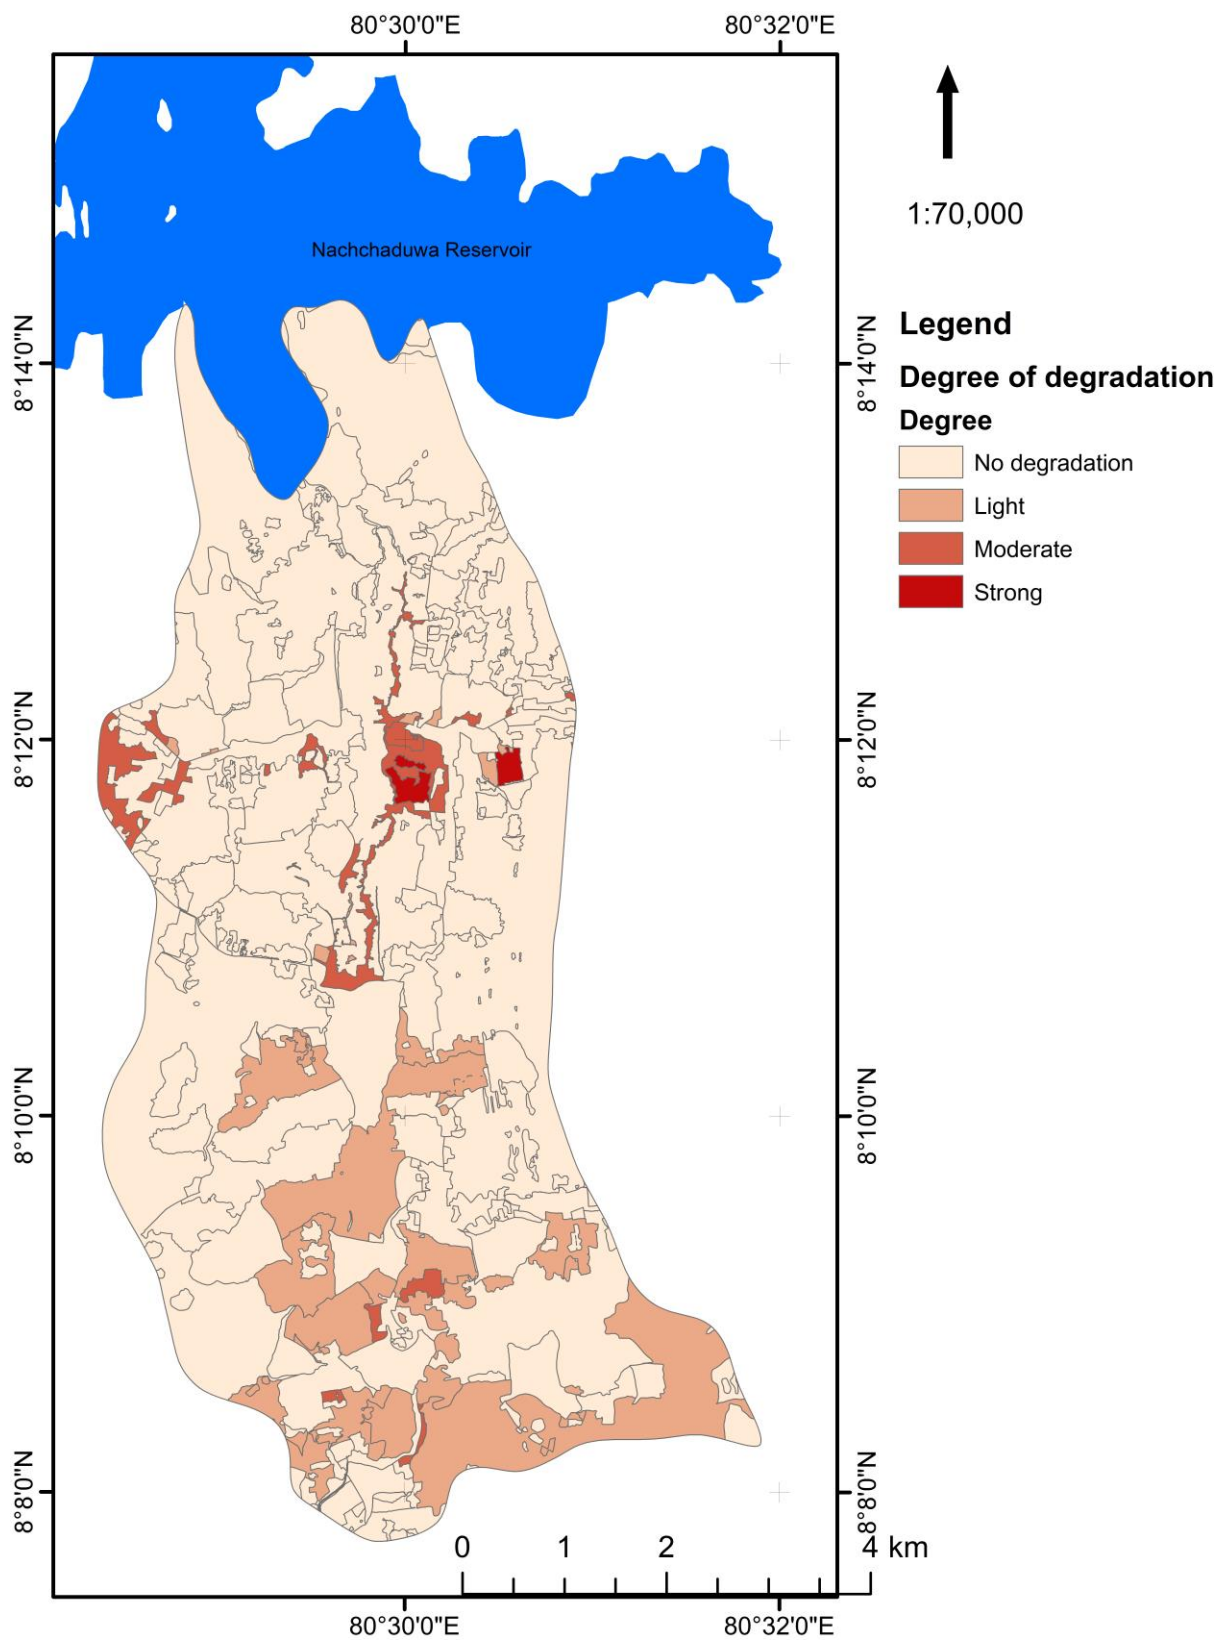 80°30'0"E
80°32'0"E
1:70,000
Nachchaduwa Reservoir
8°14'0"N
8°14'0"N
Legend
Degree of degradation
Degree
No degradation
Light
Moderate
Strong
8°12'0"N
8°12'0"N
8°10'0"N
8°10'0"N
8°8'0"N
8°8'0"N
0 1 2 4 km
80°30'0"E
80°32'0"E